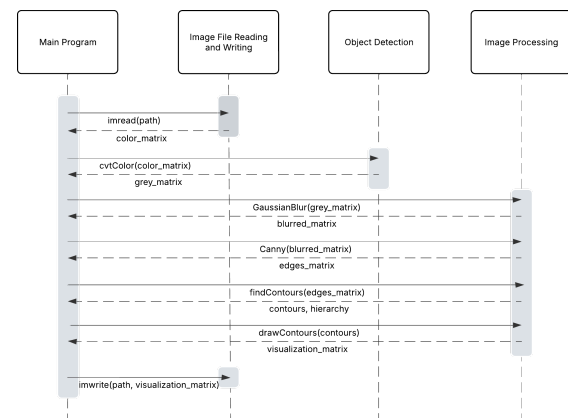 Main Program
Image File Reading
and Writing
Object Detection
Image Processing
imread(path)
color_matrix
cvtColor(color_matrix)
grey_matrix
GaussianBlur(grey_matrix)
blurred_matrix
Canny(blurred_matrix)
edges_matrix
findContours(edges_matrix)
contours, hierarchy
drawContours(contours)
visualization_matrix
imwrite(path, visualization_matrix)